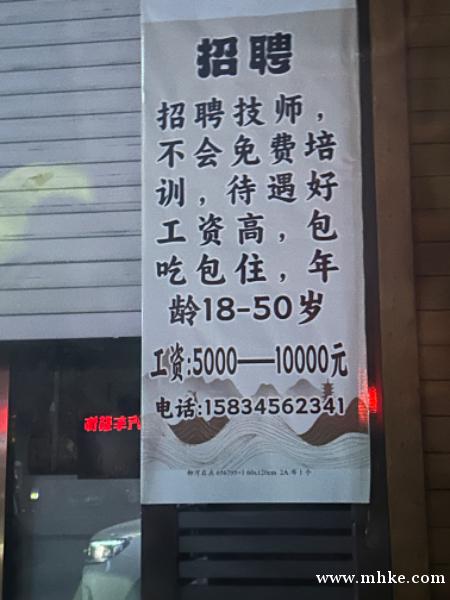 招聘
招聘技师，
不会免费培
训，待遇好
工资高，包
吃包住，年
龄18-50岁
工资:5000——10000元
电话:15834562341
www.mhke.com